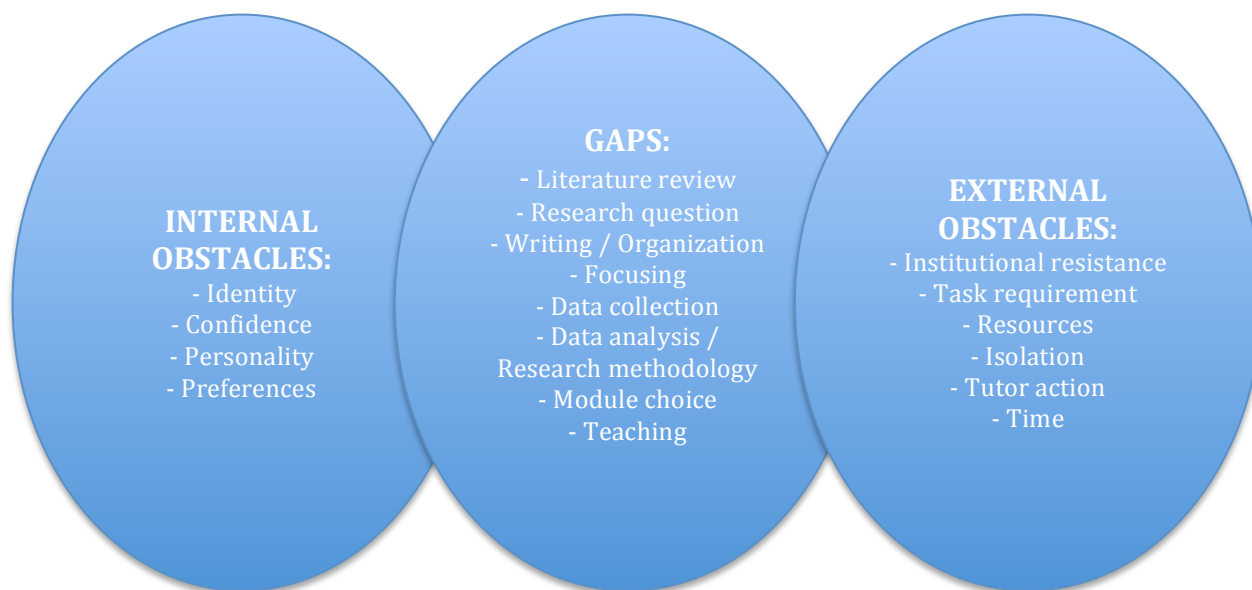 INTERNAL
OBSTACLES:
- Identity
- Confidence
- Personality
- Preferences
GAPS:
- Literature review
- Research question
- Writing / Organization
- Focusing
- Data collection
- Data analysis /
Research methodology
- Module choice
- Teaching
EXTERNAL
OBSTACLES:
- Institutional resistance
- Task requirement
- Resources
- Isolation
- Tutor action
- Time